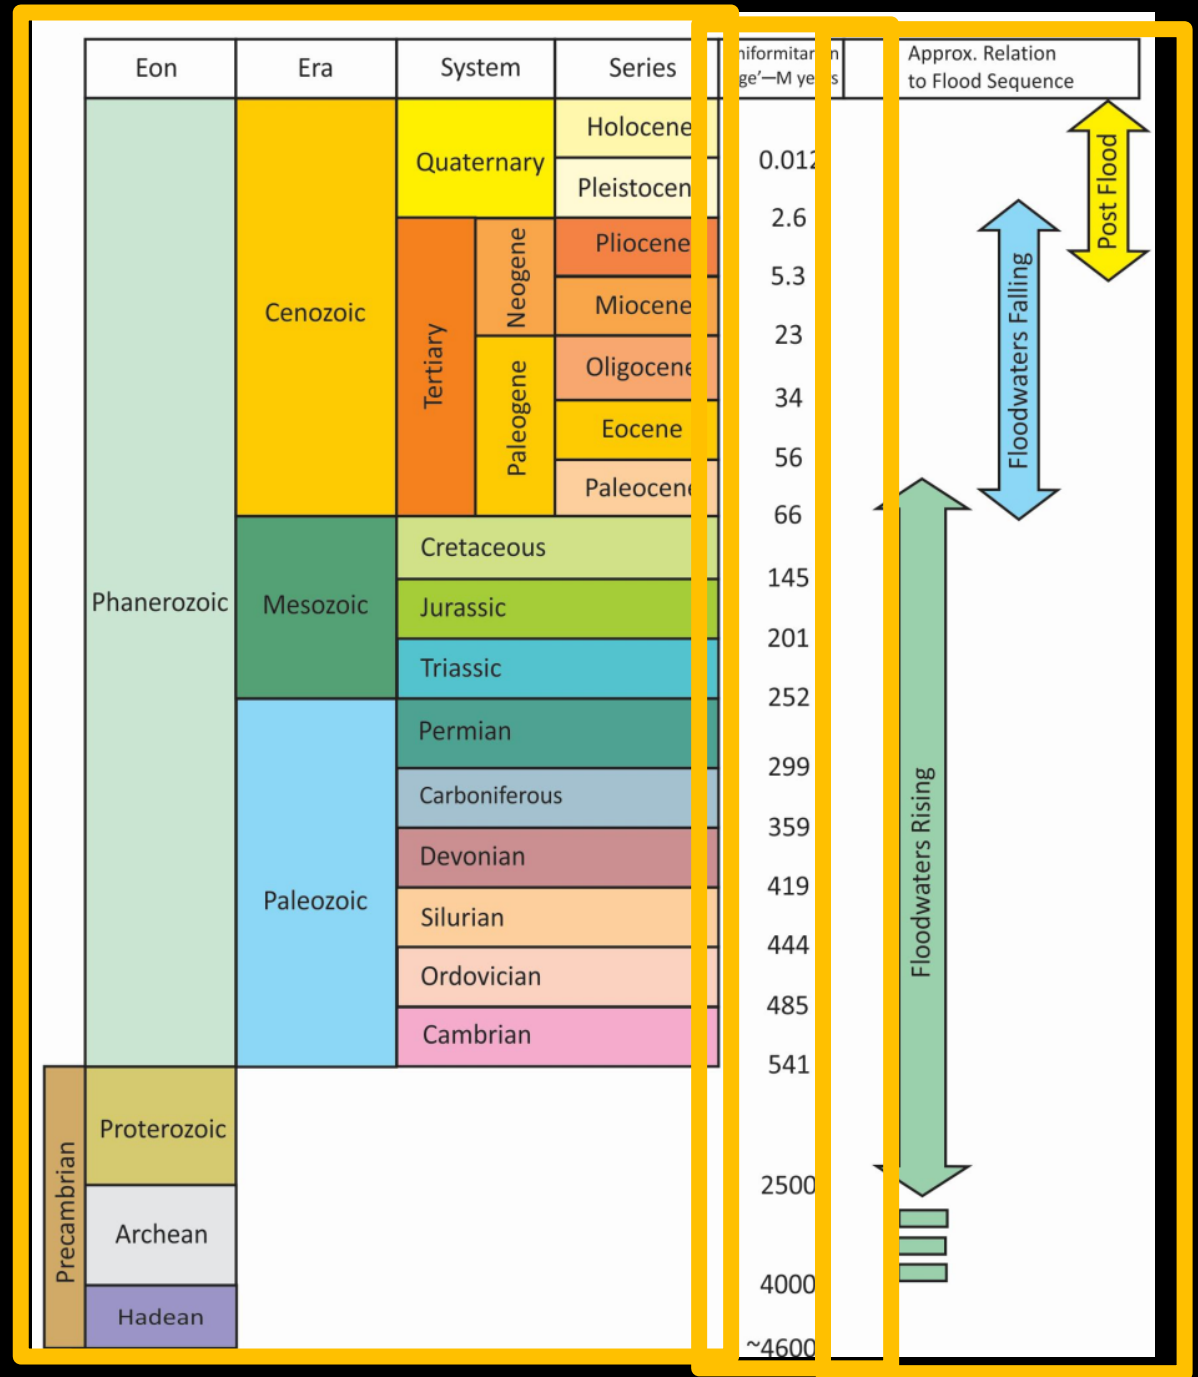 Eon
Era
System
Series
niformitar n
ge'—M ye s
Approx. Relation
to Flood Sequence
Phanerozoic
Cenozoic
Quaternary
Holocene
0.012
Pleistocen
2.6
Tertiary
Neogene
Pliocene
5.3
Miocene
23
Paleogene
Oligocene
34
Eocene
56
Paleocene
66
Mesozoic
Cretaceous
145
Jurassic
201
Triassic
252
Paleozoic
Permian
299
Carboniferous
359
Devonian
419
Silurian
444
Ordovician
485
Cambrian
541
Precambrian
Proterozoic
2500
Archean
4000
Hadean
~4600
Post Flood
Floodwaters Falling
Floodwaters Rising